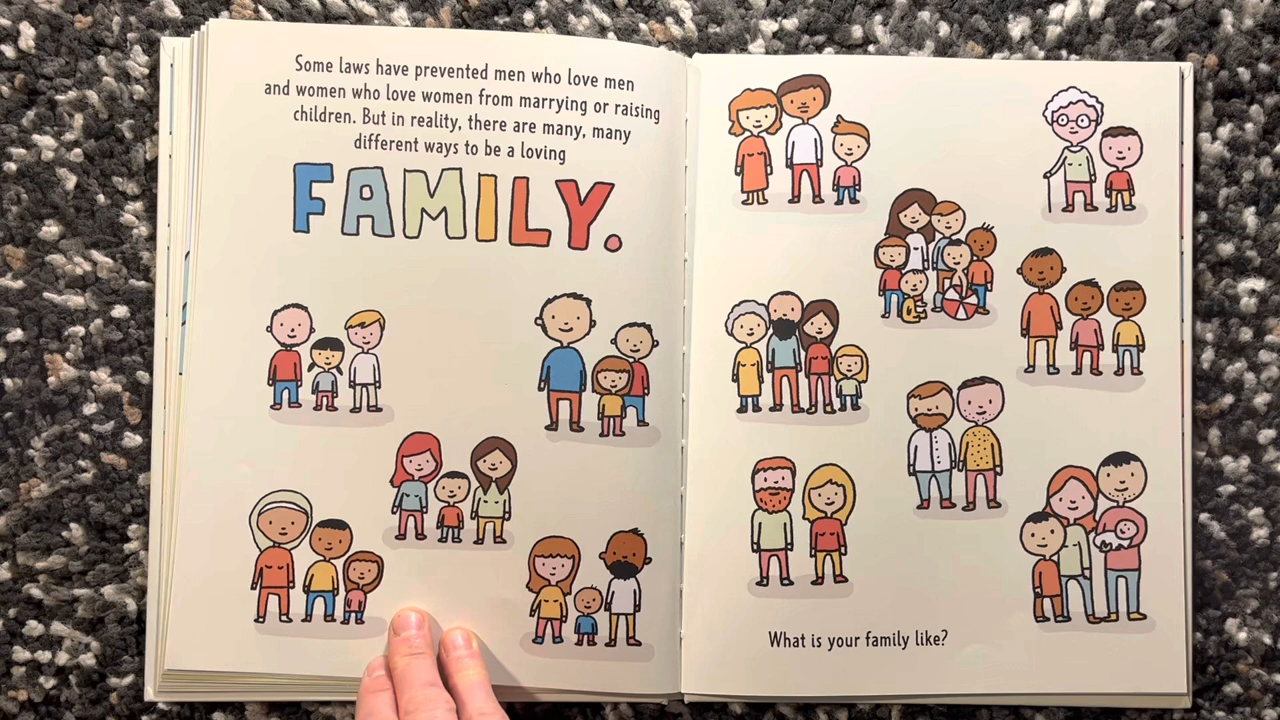 Some laws have prevented men who love men
and women who love women from marrying or raising
children. But in reality, there are many, many
different ways to be a loving
FAMILY.
What is your family like?